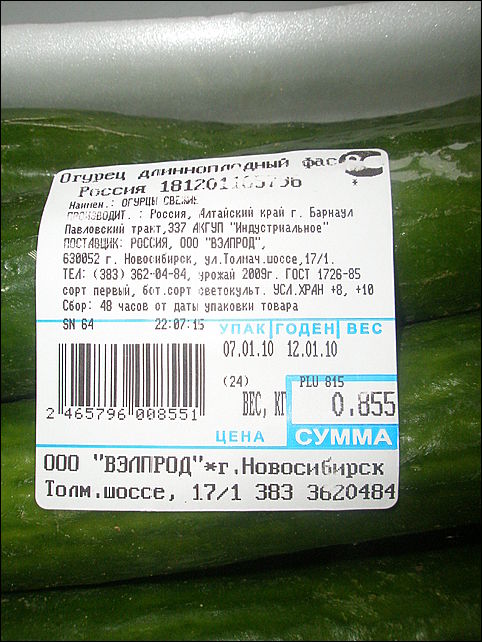 Огурец длинноплодный фас
Россия
*
Наимен.: ОГУРЦЫ СВЕЖИЕ
ПРОИЗВОДИТ. : Россия, Алтайский край г. Барнаул
Павловский тракт,337 АКГУП "Индустриальное"
ПОСТАВЩИК: РОССИЯ, ООО "ВЭЛПРОД",
630052 г. Новосибирск, ул.Толмач.шоссе,17/1.
ТЕЛ: (383) 362-04-84, урожай 2009г. ГОСТ 1726-85
сорт первый, бот.сорт светокульт. УСЛ.ХРАН +8, +10
Сбор: 48 часов от даты упаковки товара
SN 64 22:07:15 УПАК ГОДЕН ВЕС
07.01.10 12.01.10
(24) PLU 815
ВЕС, КГ 0.855
2 465796 008551
ЦЕНА СУММА
ООО "ВЭЛПРОД"*г.Новосибирск
Толм.шоссе, 17/1 383 3620484